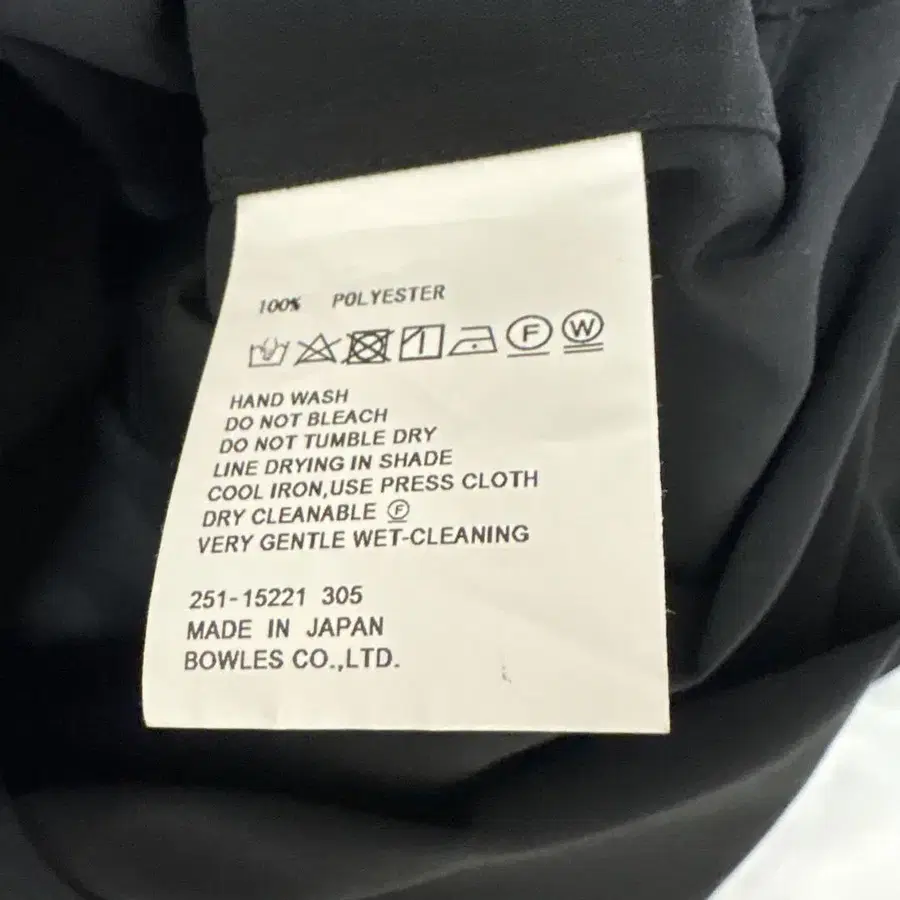 100% POLYESTER
F W
HAND WASH
DO NOT BLEACH
DO NOT TUMBLE DRY
LINE DRYING IN SHADE
COOL IRON,USE PRESS CLOTH
DRY CLEANABLE Ⓕ
VERY GENTLE WET-CLEANING
251-15221 305
MADE IN JAPAN
BOWLES CO.,LTD.